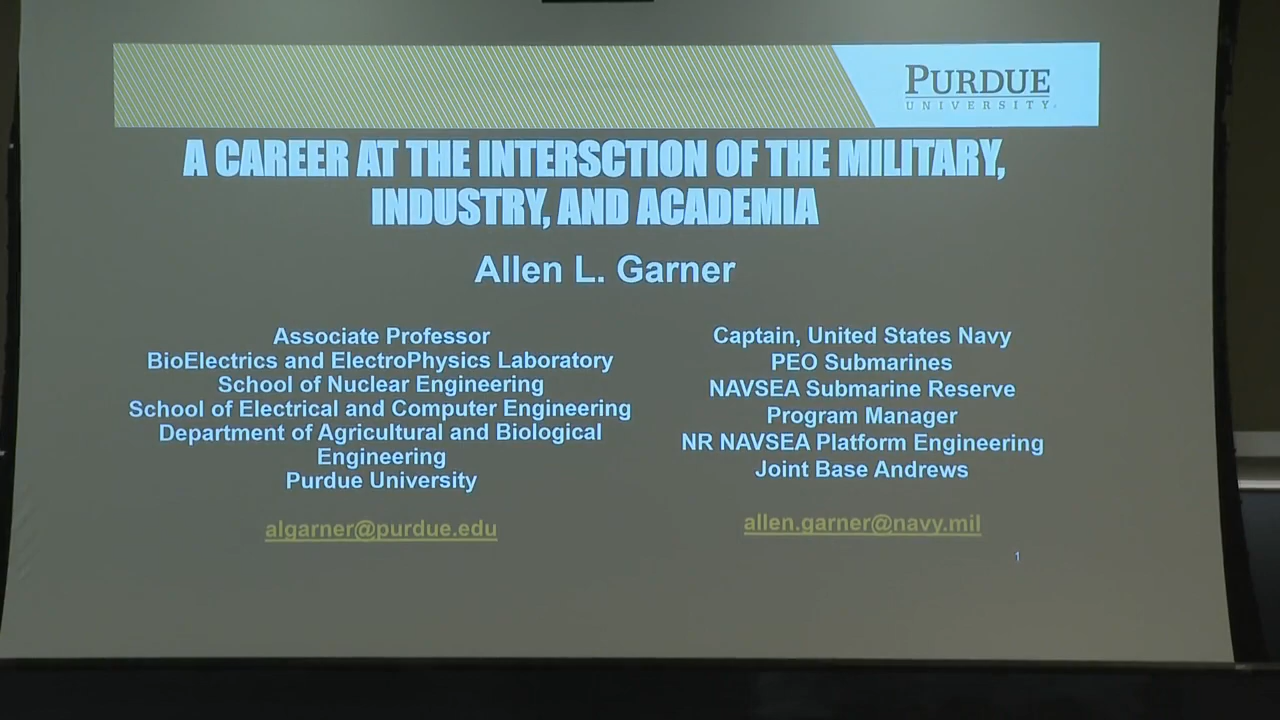 PURDUE
UNIVERSITY.
A CAREER AT THE INTERSCTION OF THE MILITARY,
INDUSTRY, AND ACADEMIA
Allen L. Garner
Associate Professor
BioElectrics and ElectroPhysics Laboratory
School of Nuclear Engineering
School of Electrical and Computer Engineering
Department of Agricultural and Biological
Engineering
Purdue University
algarner@purdue.edu
Captain, United States Navy
PEO Submarines
NAVSEA Submarine Reserve
Program Manager
NR NAVSEA Platform Engineering
Joint Base Andrews
allen.garner@navy.mil
1